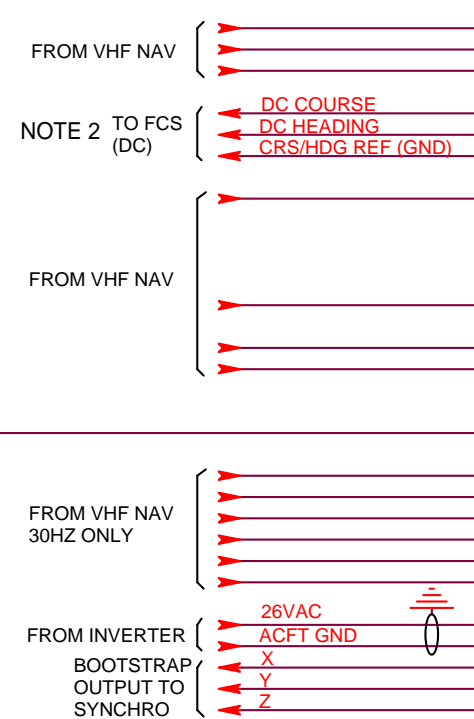 FROM VHF NAV
NOTE 2
TO FCS
(DC)
DC COURSE
DC HEADING
CRS/HDG REF (GND)
FROM VHF NAV
FROM VHF NAV
30HZ ONLY
FROM INVERTER
26VAC
ACFT GND
BOOTSTRAP
OUTPUT TO
SYNCHRO
X
Y
Z